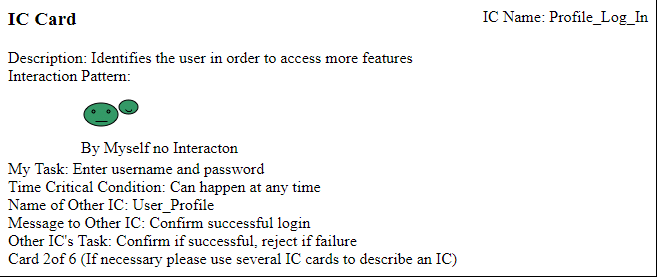 IC Card
IC Name: Profile_Log_In
Description: Identifies the user in order to access more features
Interaction Pattern:
By Myself no Interacton
My Task: Enter username and password
Time Critical Condition: Can happen at any time
Name of Other IC: User_Profile
Message to Other IC: Confirm successful login
Other IC's Task: Confirm if successful, reject if failure
Card 2of 6 (If necessary please use several IC cards to describe an IC)